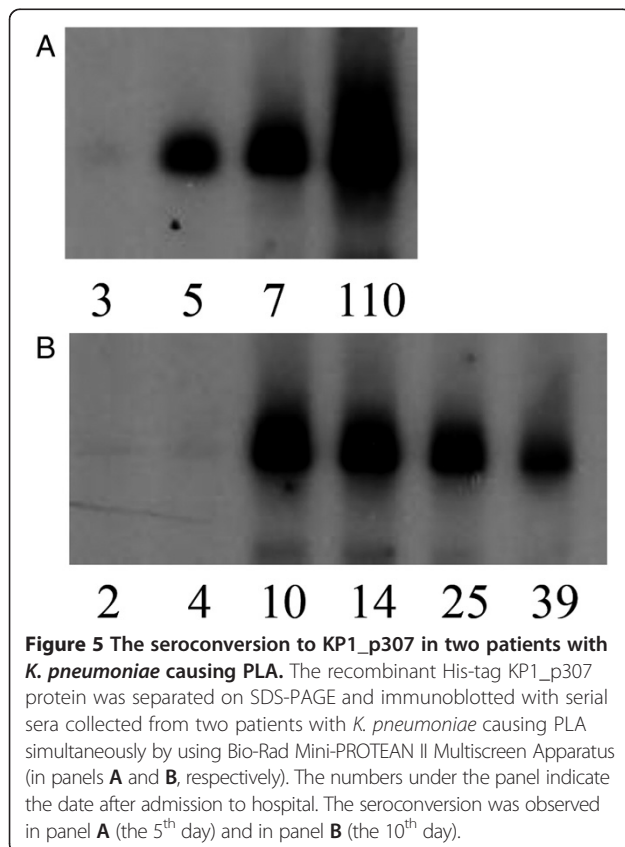 A
3 5 7 110
B
2 4 10 14 25 39
Figure 5 The seroconversion to KP1_p307 in two patients with
K. pneumoniae causing PLA. The recombinant His-tag KP1_p307
protein was separated on SDS-PAGE and immunoblotted with serial
sera collected from two patients with K. pneumoniae causing PLA
simultaneously by using Bio-Rad Mini-PROTEAN II Multiscreen Apparatus
(in panels A and B, respectively). The numbers under the panel indicate
the date after admission to hospital. The seroconversion was observed
in panel A (the 5th day) and in panel B (the 10th day).